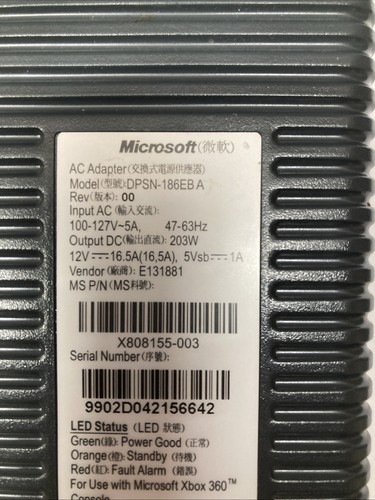 Microsoft(微軟)
AC Adapter(交換式電源供應器)
Model(型號):DPSN-186EB A
Rev(版本): 00
Input AC (輸入交流):
100-127V~5A, 47-63Hz
Output DC(輸出直流): 203W
12V⎓16.5A(16,5A), 5Vsb⎓1A
Vendor(廠商): E131881
MS P/N (MS料號):
X808155-003
Serial Number(序號):
9902D042156642
LED Status (LED 狀態)
Green(綠): Power Good (正常)
Orange(橙): Standby (待機)
Red(紅): Fault Alarm (錯誤)
For Use with Microsoft Xbox 360™
Console